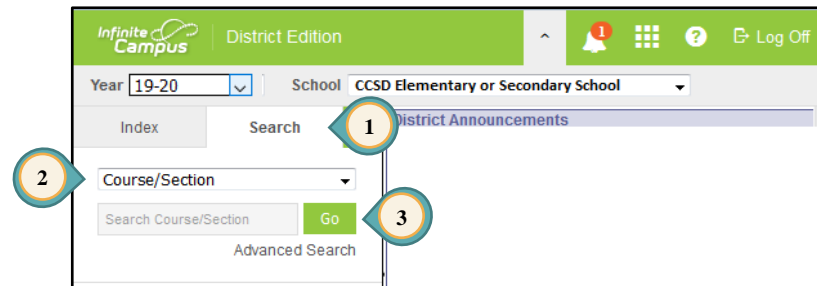 Infinite Campus District Edition 1 ? Log Off
Year 19-20 School CCSD Elementary or Secondary School
Index Search 1 District Announcements
2 Course/Section
Search Course/Section Go 3
Advanced Search